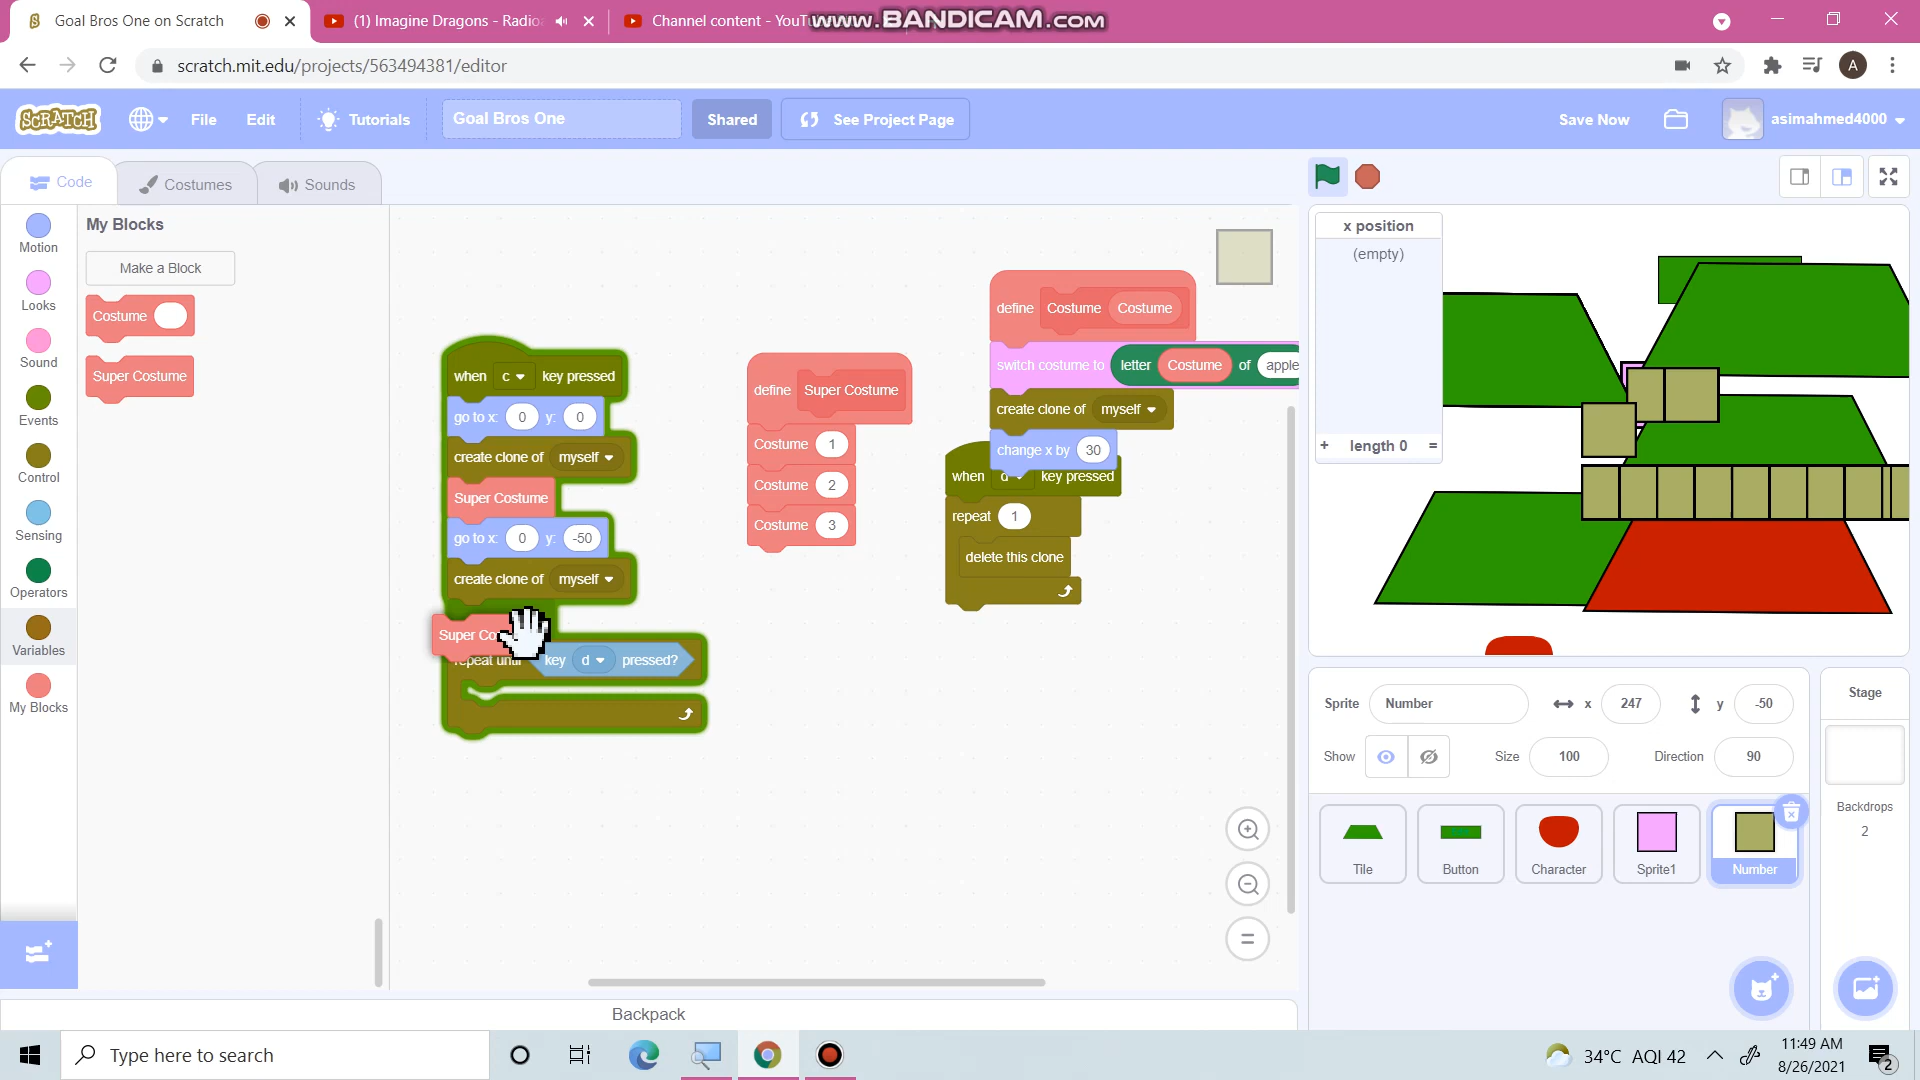 Goal Bros One on Scratch
(1) Imagine Dragons - Radio
Channel content - YouTu
www.BANDICAM.com
scratch.mit.edu/projects/563494381/editor
A
SCRATCH
File
Edit
Tutorials
Goal Bros One
Shared
See Project Page
Save Now
asimahmed4000
Code
Costumes
Sounds
Motion
Looks
Sound
Events
Control
Sensing
Operators
Variables
My Blocks
My Blocks
Make a Block
Costume
Super Costume
when c key pressed
go to x: 0 y: 0
create clone of myself
Super Costume
go to x: 0 y: -50
create clone of myself
Super Co
repeat until key d pressed?
define Super Costume
Costume 1
Costume 2
Costume 3
define Costume Costume
switch costume to letter Costume of apple
create clone of myself
change x by 30
when d key pressed
repeat 1
delete this clone
x position
(empty)
+ length 0 =
Sprite Number x 247 y -50
Show Size 100 Direction 90
Tile
Button
Character
Sprite1
Number
Stage
Backdrops
2
Backpack
Type here to search
34°C AQI 42
11:49 AM
8/26/2021
2